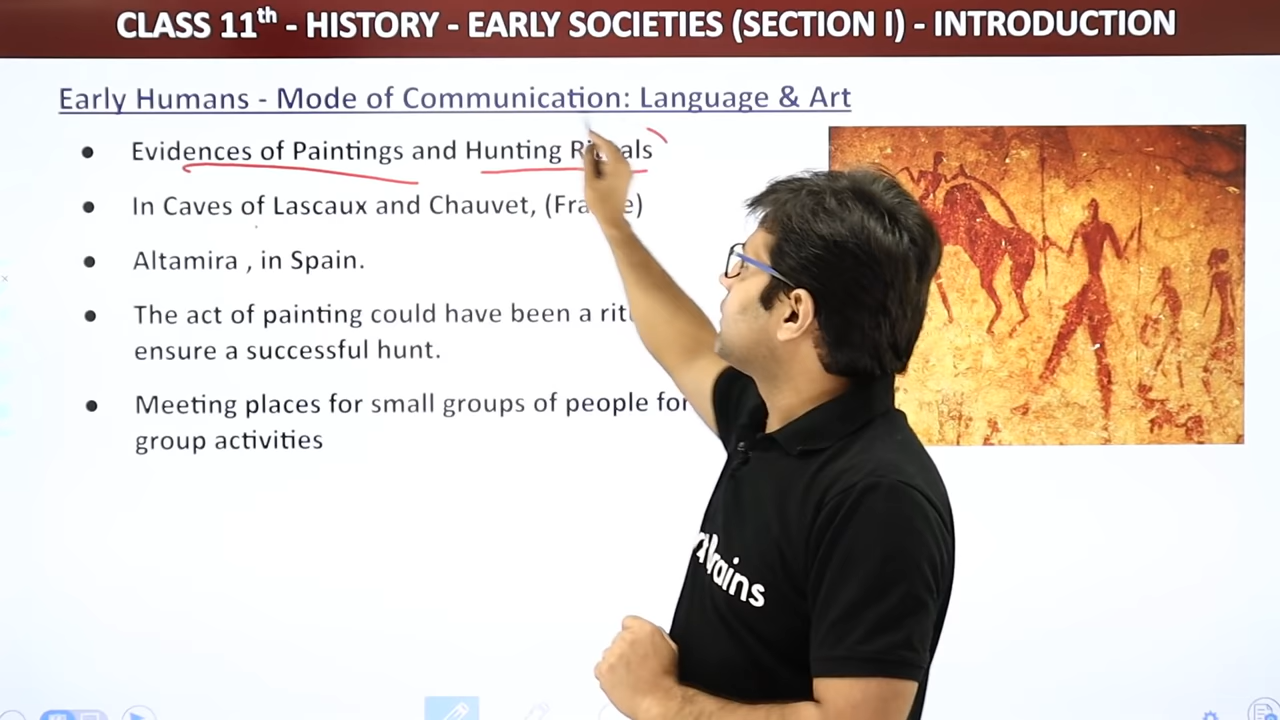 CLASS 11th - HISTORY - EARLY SOCIETIES (SECTION I) - INTRODUCTION
Early Humans - Mode of Communication: Language & Art
Evidences of Paintings and Hunting
In Caves of Lascaux and Chauvet,
Altamira , in Spain.
The act of painting could have been a
ensure a successful hunt.
Meeting places for small groups of people for
group activities